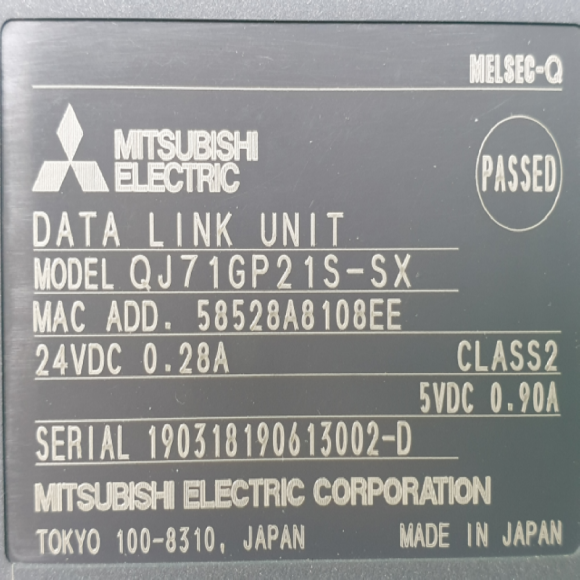 MELSEC-Q
MITSUBISHI
ELECTRIC
PASSED
DATA LINK UNIT
MODEL QJ71GP21S-SX
MAC ADD. 58528A8108EE
24VDC 0.28A CLASS2
5VDC 0.90A
SERIAL 190318190613002-D
MITSUBISHI ELECTRIC CORPORATION
TOKYO 100-8310, JAPAN MADE IN JAPAN